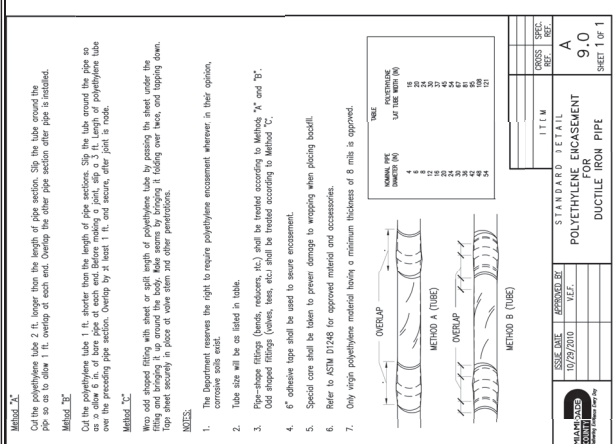 Method "A"
Cut the polyethylene tube 2 ft. longer than the length of pipe section. Slip the tube around the
pip so as to allow 1 ft. overlap at each end. Overlap the other pipe section after pipe is installed.
Method "B"
Cut the polyethylene tube 1 ft. shorter than the length of pipe sections. Slip the tube around the pipe so
as to allow 6 in. of bare pipe at each end. Before making a joint, slip a 3 ft. Length of polyethylene tube
over the preceding pipe section. Overlap by at least 1 ft. and secure, after joint is made.
Method "C"
Wrap odd shaped fitting with sheet or split length of polyethylene tube by passing the sheet under the
fitting and bringing it up around the body. Make seams by bringing it folding over twice, and tapping down.
Tape sheet securely in place at valve stem and other penetrations.
NOTES:
1. The Department reserves the right to require polyethylene encasement wherever in their opinion,
corrosive soils exist.
2. Tube size will be as listed in table.
3. Pipe-shape fittings (bends, reducers, etc.) shall be treated according to Methods "A" and "B".
Odd shaped fittings (valves, tees, etc.) shall be treated according to Method "C".
4. 6" adhesive tape shall be used to secure encasement.
5. Special care shall be taken to preven damage to wrapping when placing backfil.
6. Refer to ASTM D1248 for approved material and accessories.
7. Only virgin polyethylene material having a minimum thickness of 8 mils is approved.
OVERLAP
METHOD A (TUBE)
OVERLAP
METHOD B (TUBE)
TABLE
NOMINAL PIPE POLYETHYLENE
DIAMETER (IN) FLAT TUBE WIDTH (IN)
4 16
6 20
8 24
12 30
16 37
20 45
24 54
30 67
36 81
42 95
48 108
54 121
MIAMI-DADE
COUNTY
Delivering Excellence Every Day
ISSUE DATE APPROVED BY
10/29/2010 V.E.F.
ITEM CROSS REF. SPEC. REF.
STANDARD DETAIL
POLYETHYLENE ENCASEMENT
FOR
DUCTILE IRON PIPE
A
9.0
SHEET 1 OF 1